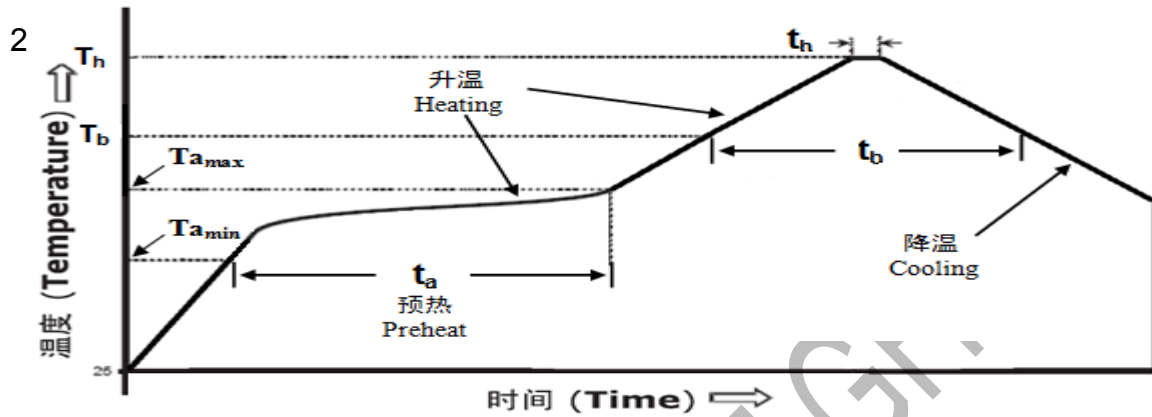 2
th
Th
升温
Heating
Tb
tb
Tamax
Tamin
降温
Cooling
ta
预热
Preheat
25
温度 (Temperature)
时间 (Time)